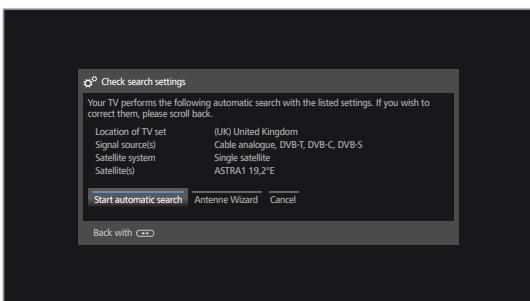 Check search settings
Your TV performs the following automatic search with the listed settings. If you wish to
correct them, please scroll back.
Location of TV set (UK) United Kingdom
Signal source(s) Cable analogue, DVB-T, DVB-C, DVB-S
Satellite system Single satellite
Satellite(s) ASTRA1 19,2°E
Start automatic search Antenne Wizard Cancel
Back with